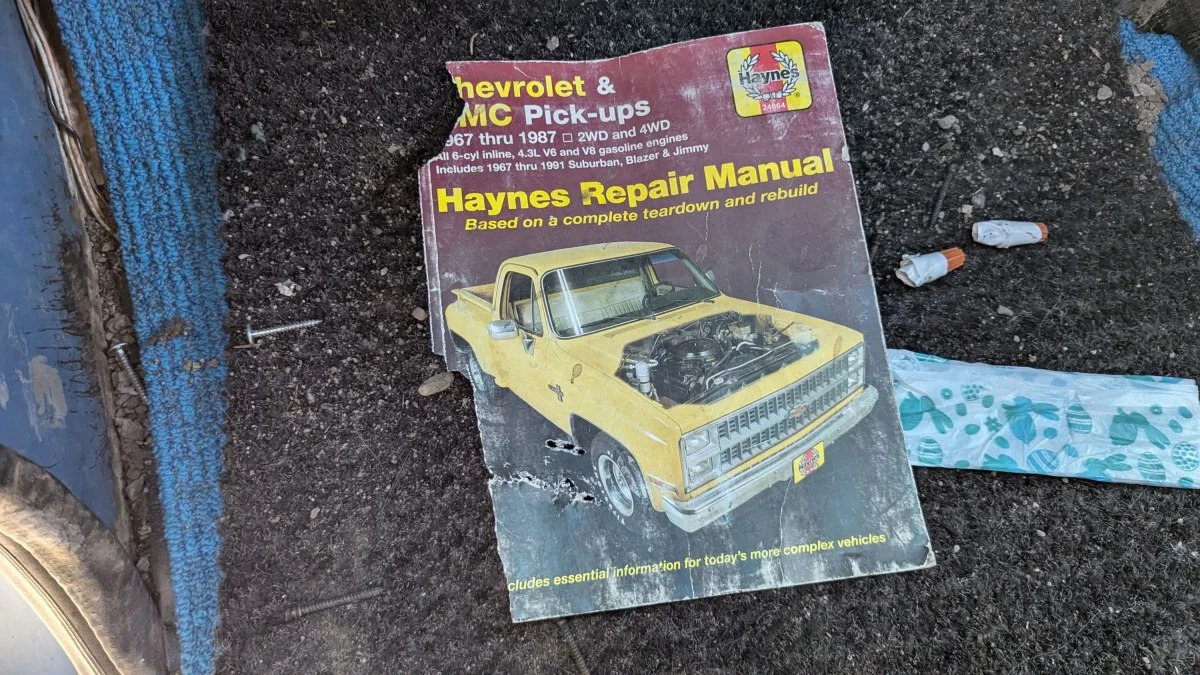 hevrolet &
MC Pick-ups
967 thru 1987 □ 2WD and 4WD
All 6-cyl inline, 4.3L V6 and V8 gasoline engines
Includes 1967 thru 1991 Suburban, Blazer & Jimmy
Haynes
24064
Haynes Repair Manual
Based on a complete teardown and rebuild
Haynes
cludes essential information for today's more complex vehicles